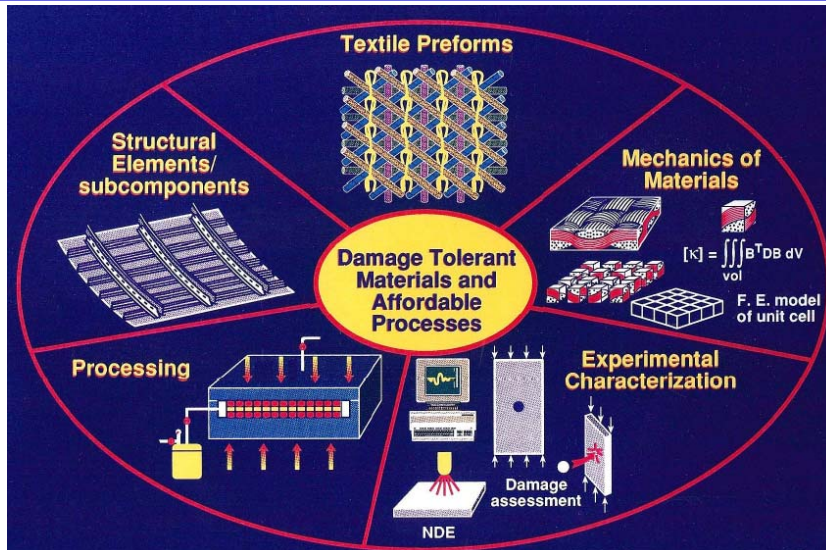 Textile Preforms
Structural
Elements/
subcomponents
Mechanics of
Materials
[K] = ∫∫∫BᵀDB dV
vol
F. E. model
of unit cell
Damage Tolerant
Materials and
Affordable
Processes
Processing
Experimental
Characterization
Damage
assessment
NDE